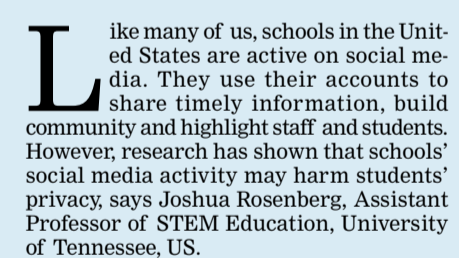 Like many of us, schools in the Unit-
ed States are active on social me-
dia. They use their accounts to
share timely information, build
community and highlight staff and students.
However, research has shown that schools’
social media activity may harm students’
privacy, says Joshua Rosenberg, Assistant
Professor of STEM Education, University
of Tennessee, US.